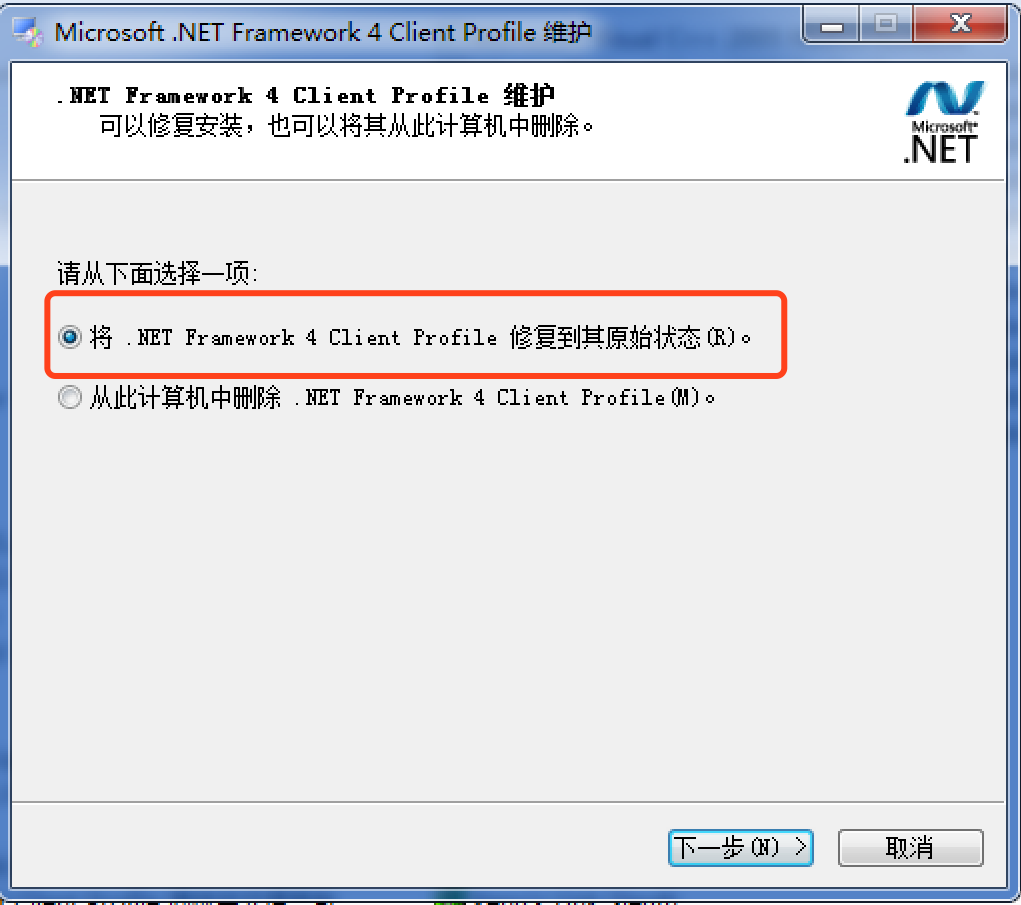 Microsoft .NET Framework 4 Client Profile 维护
.NET Framework 4 Client Profile 维护
可以修复安装，也可以将其从此计算机中删除。
Microsoft
.NET
请从下面选择一项:
将 .NET Framework 4 Client Profile 修复到其原始状态(R)。
从此计算机中删除 .NET Framework 4 Client Profile(M)。
下一步(N) >
取消